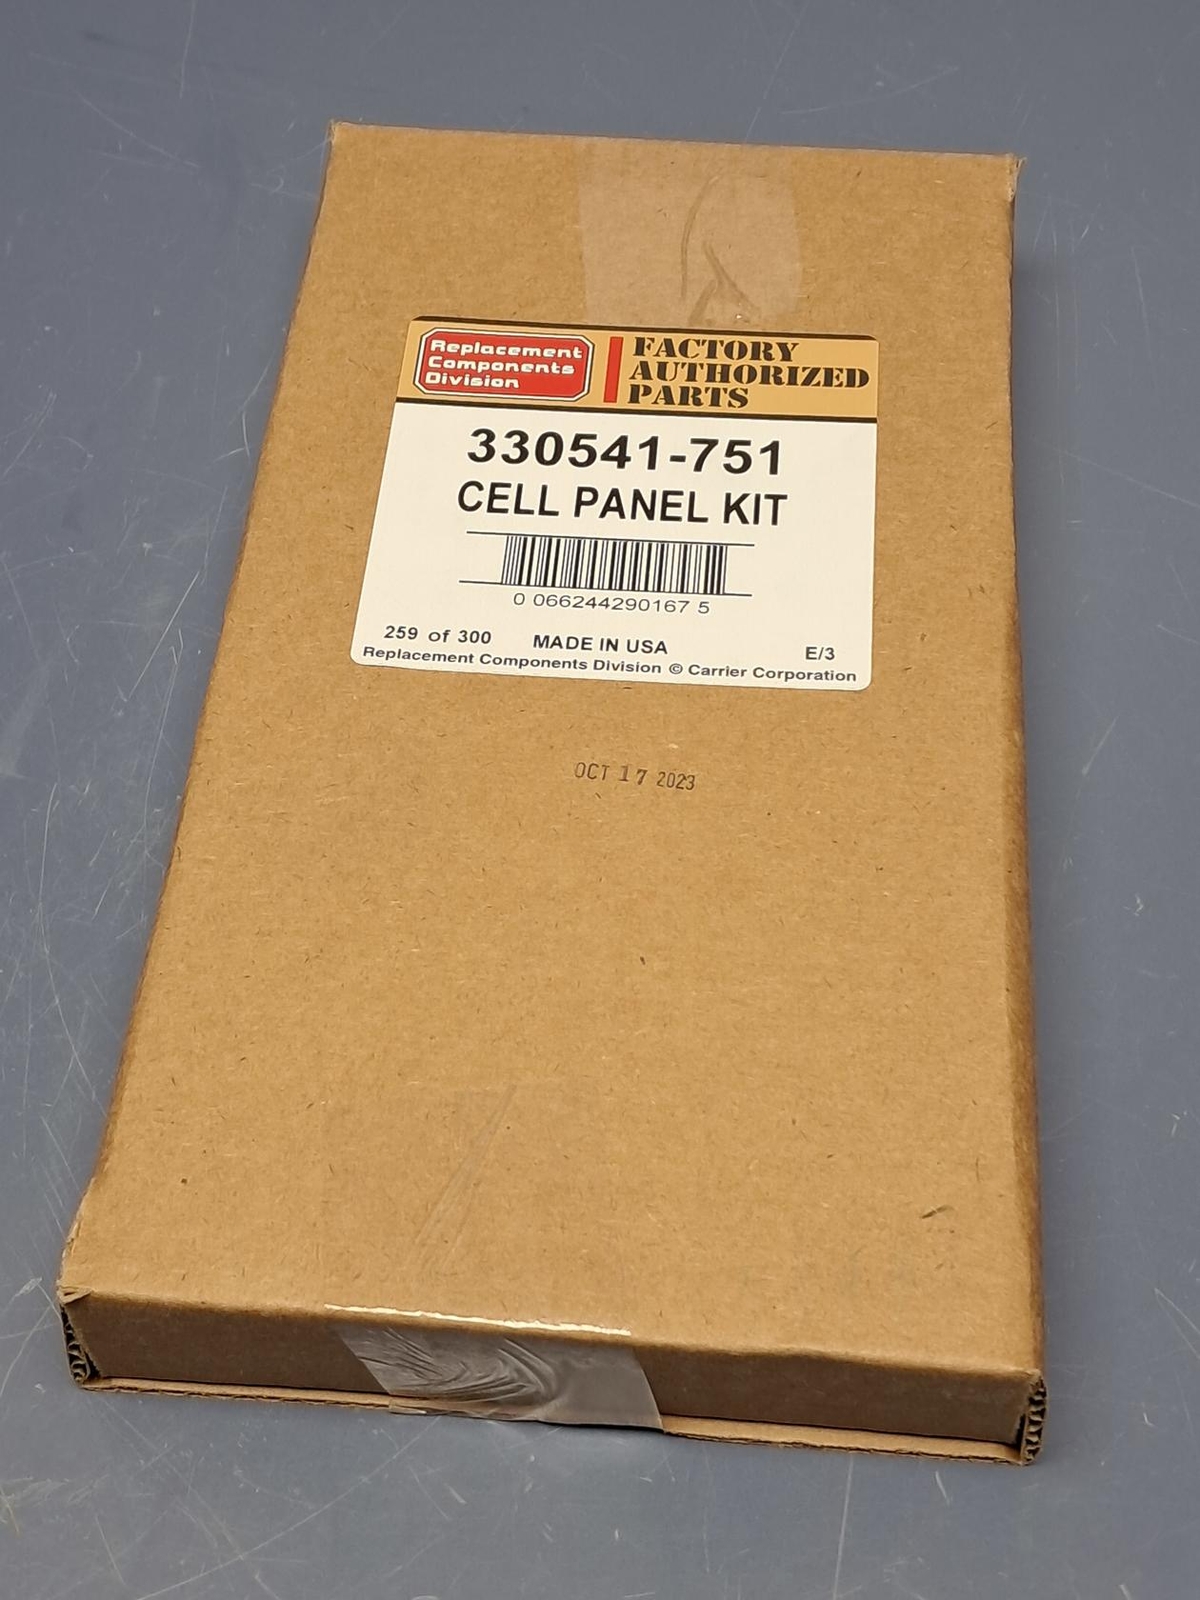 Replacement
Components
Division
FACTORY
AUTHORIZED
PARTS
330541-751
CELL PANEL KIT
0 066244290167 5
259 of 300 MADE IN USA E/3
Replacement Components Division © Carrier Corporation
OCT 17 2023